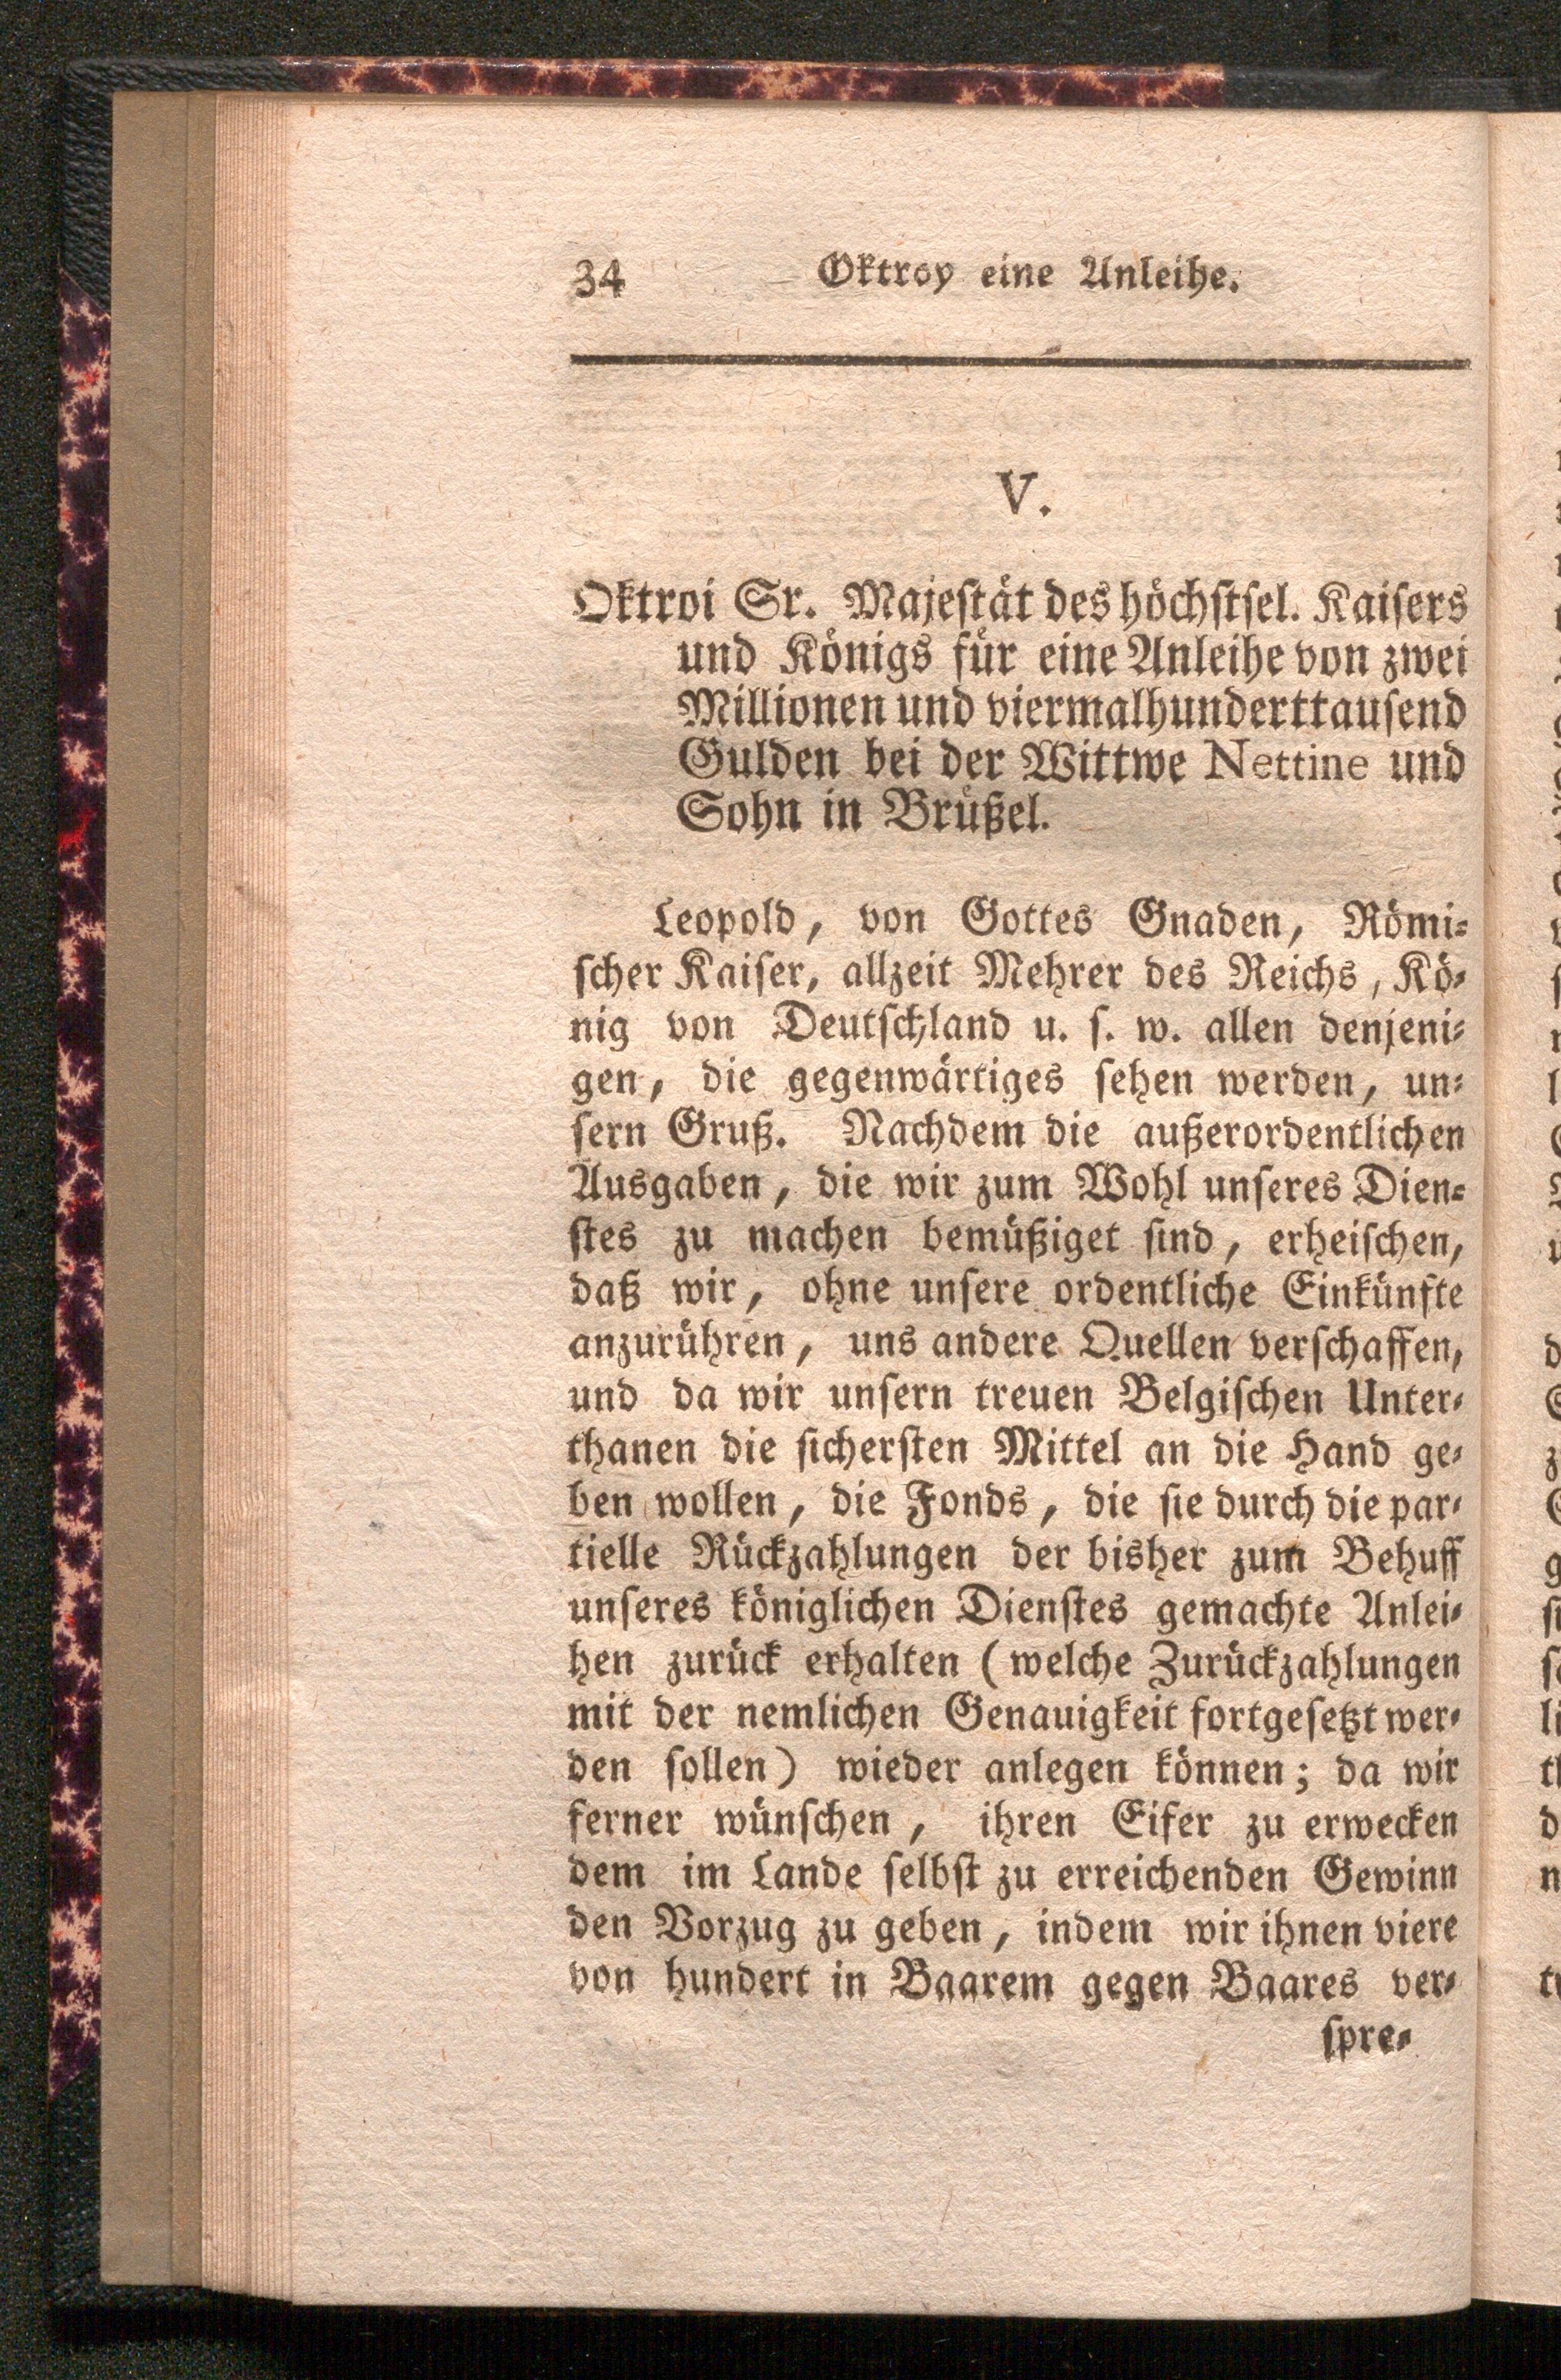 34 Oktroy eine Anleihe.
V.
Oktroi Sr. Majeſtät des höchſtſel. Kaiſers
und Königs für eine Anleihe von zwei
Millionen und viermalhunderttauſend
Gulden bei der Wittwe Nettine und
Sohn in Brüßel.
Leopold, von Gottes Gnaden, Römi⸗
ſcher Kaiſer, allzeit Mehrer des Reichs, Kö⸗
nig von Deutſchland u. ſ. w. allen denjeni⸗
gen, die gegenwärtiges ſehen werden, un⸗
ſern Gruß. Nachdem die außerordentlichen
Ausgaben, die wir zum Wohl unſeres Dien⸗
ſtes zu machen bemüßiget ſind, erheiſchen,
daß wir, ohne unſere ordentliche Einkünfte
anzurühren, uns andere Quellen verſchaffen,
und da wir unſern treuen Belgiſchen Unter⸗
thanen die ſicherſten Mittel an die Hand ge⸗
ben wollen, die Fonds, die ſie durch die par⸗
tielle Rückzahlungen der bisher zum Behuff
unſeres königlichen Dienſtes gemachte Anlei⸗
hen zurück erhalten (welche Zurückzahlungen
mit der nemlichen Genauigkeit fortgeſetzt wer⸗
den ſollen) wieder anlegen können; da wir
ferner wünſchen, ihren Eifer zu erwecken
dem im Lande ſelbſt zu erreichenden Gewinn
den Vorzug zu geben, indem wir ihnen viere
von hundert in Baarem gegen Baares ver⸗
ſpre⸗